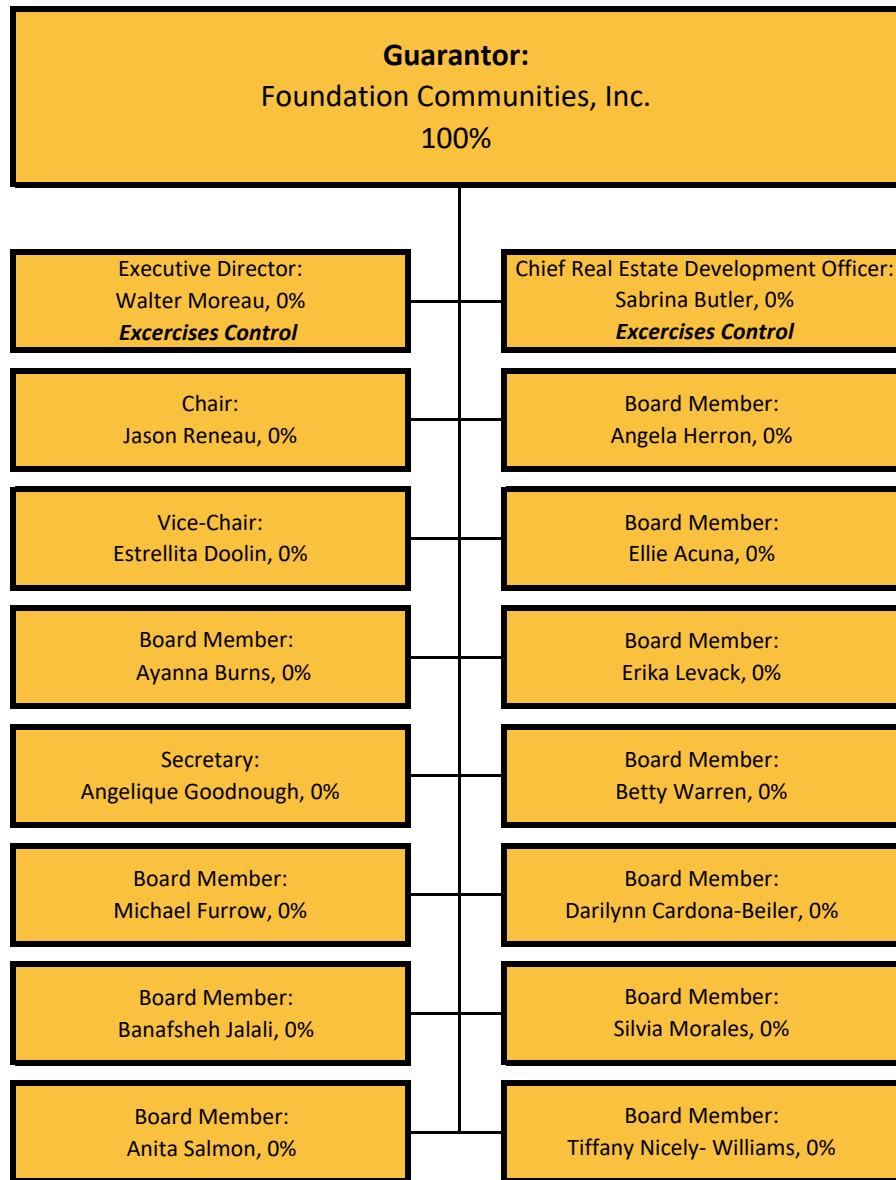 Guarantor:
Foundation Communities, Inc.
100%
Executive Director:
Walter Moreau, 0%
Excercises Control
Chief Real Estate Development Officer:
Sabrina Butler, 0%
Excercises Control
Chair:
Jason Reneau, 0%
Board Member:
Angela Herron, 0%
Vice-Chair:
Estrellita Doolin, 0%
Board Member:
Ellie Acuna, 0%
Board Member:
Ayanna Burns, 0%
Board Member:
Erika Levack, 0%
Secretary:
Angelique Goodnough, 0%
Board Member:
Betty Warren, 0%
Board Member:
Michael Furrow, 0%
Board Member:
Darilynn Cardona-Beiler, 0%
Board Member:
Banafsheh Jalali, 0%
Board Member:
Silvia Morales, 0%
Board Member:
Anita Salmon, 0%
Board Member:
Tiffany Nicely- Williams, 0%